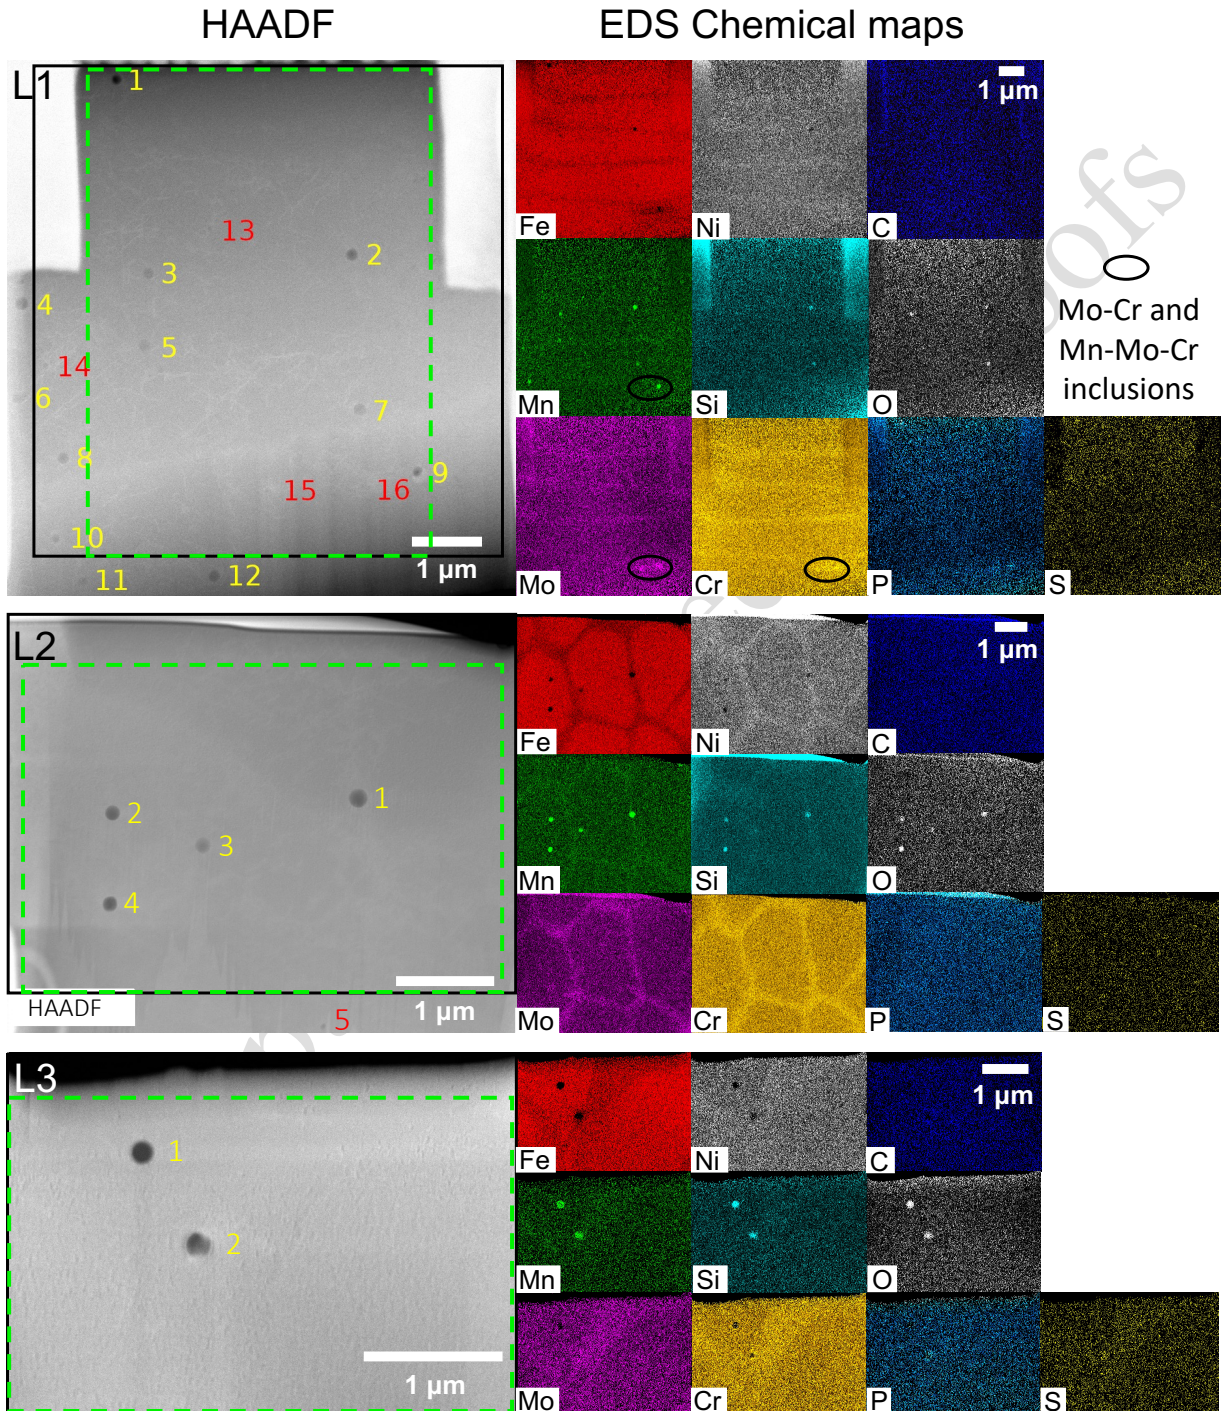 HAADF
EDS Chemical maps
L1
1
2
3
4
5
6
7
8
9
10
11
12
13
14
15
16
1 µm
Fe
Ni
C
1 µm
Mn
Si
O
Mo
Cr
P
S
Mo-Cr and
Mn-Mo-Cr
inclusions
L2
1
2
3
4
5
HAADF
1 µm
Fe
Ni
C
1 µm
Mn
Si
O
Mo
Cr
P
S
L3
1
2
1 µm
Fe
Ni
C
1 µm
Mn
Si
O
Mo
Cr
P
S